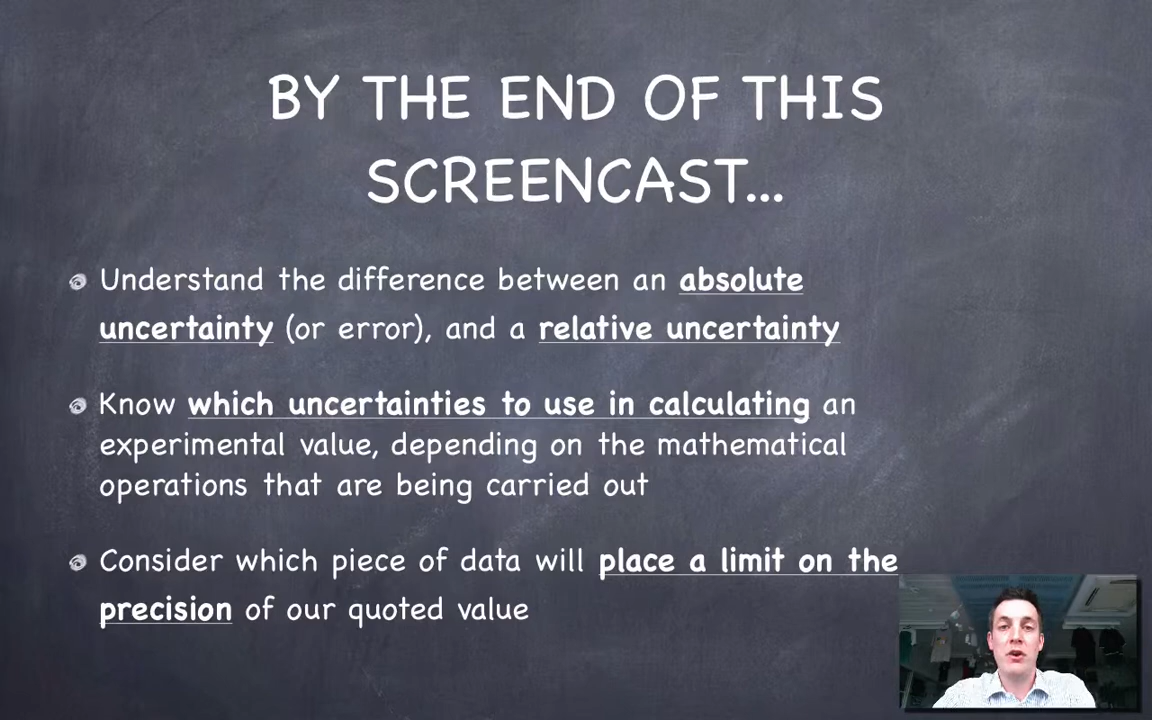 BY THE END OF THIS
SCREENCAST...
Understand the difference between an absolute
uncertainty (or error), and a relative uncertainty
Know which uncertainties to use in calculating an
experimental value, depending on the mathematical
operations that are being carried out
Consider which piece of data will place a limit on the
precision of our quoted value